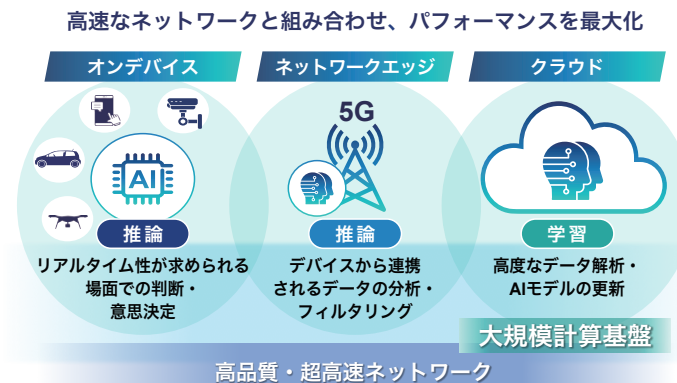 高速なネットワークと組み合わせ、パフォーマンスを最大化
オンデバイス
ネットワークエッジ
クラウド
5G
AI
推論
推論
学習
リアルタイム性が求められる
場面での判断・
意思決定
デバイスから連携
されるデータの分析・
フィルタリング
高度なデータ解析・
AIモデルの更新
大規模計算基盤
高品質・超高速ネットワーク